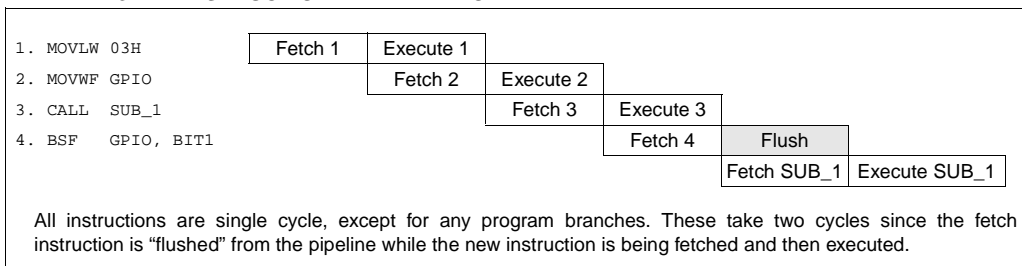 1. MOVLW 03H Fetch 1 Execute 1
2. MOVWF GPIO Fetch 2 Execute 2
3. CALL SUB_1 Fetch 3 Execute 3
4. BSF GPIO, BIT1 Fetch 4 Flush
Fetch SUB_1 Execute SUB_1
All instructions are single cycle, except for any program branches. These take two cycles since the fetch
instruction is “flushed” from the pipeline while the new instruction is being fetched and then executed.